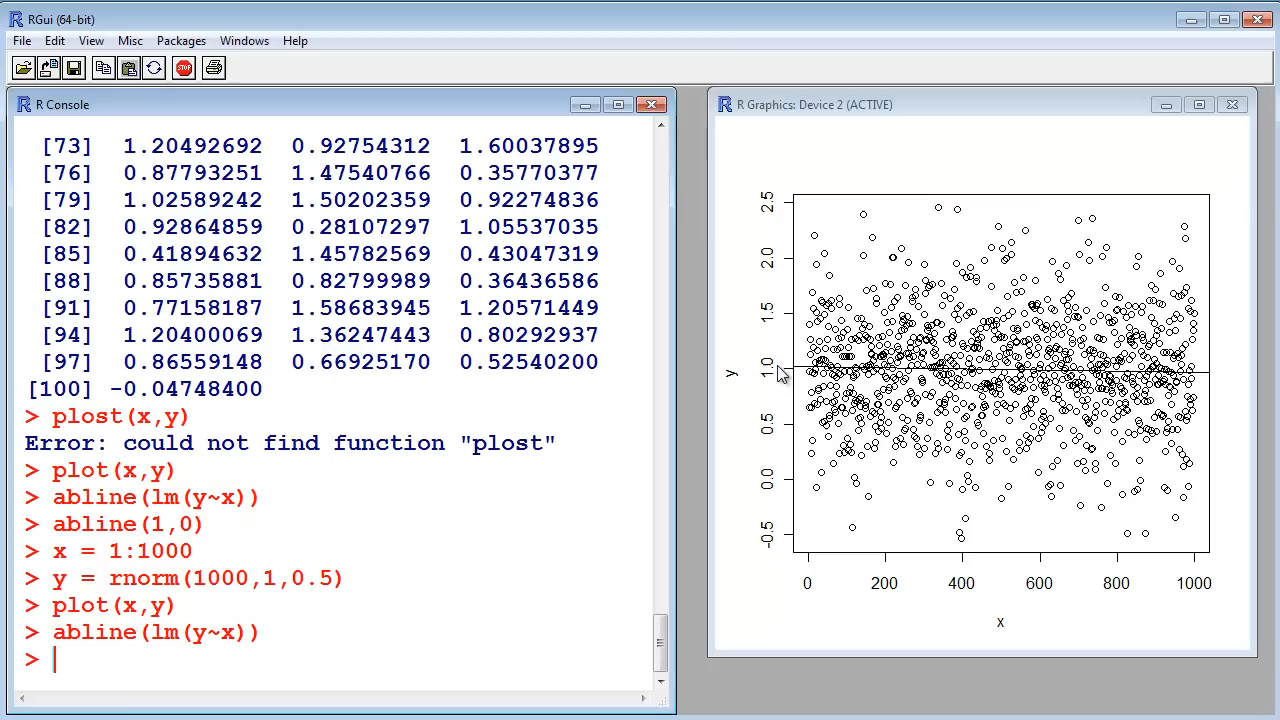 RGui (64-bit)
File Edit View Misc Packages Windows Help
STOP
R Console
[73] 1.20492692 0.92754312 1.60037895
[76] 0.87793251 1.47540766 0.35770377
[79] 1.02589242 1.50202359 0.92274836
[82] 0.92864859 0.28107297 1.05537035
[85] 0.41894632 1.45782569 0.43047319
[88] 0.85735881 0.82799989 0.36436586
[91] 0.77158187 1.58683945 1.20571449
[94] 1.20400069 1.36247443 0.80292937
[97] 0.86559148 0.66925170 0.52540200
[100] -0.04748400
> plost(x,y)
Error: could not find function "plost"
> plot(x,y)
> abline(lm(y~x))
> abline(1,0)
> x = 1:1000
> y = rnorm(1000,1,0.5)
> plot(x,y)
> abline(lm(y~x))
>
R Graphics: Device 2 (ACTIVE)
2.5
2.0
1.5
1.0
0.5
0.0
-0.5
y
0 200 400 600 800 1000
x